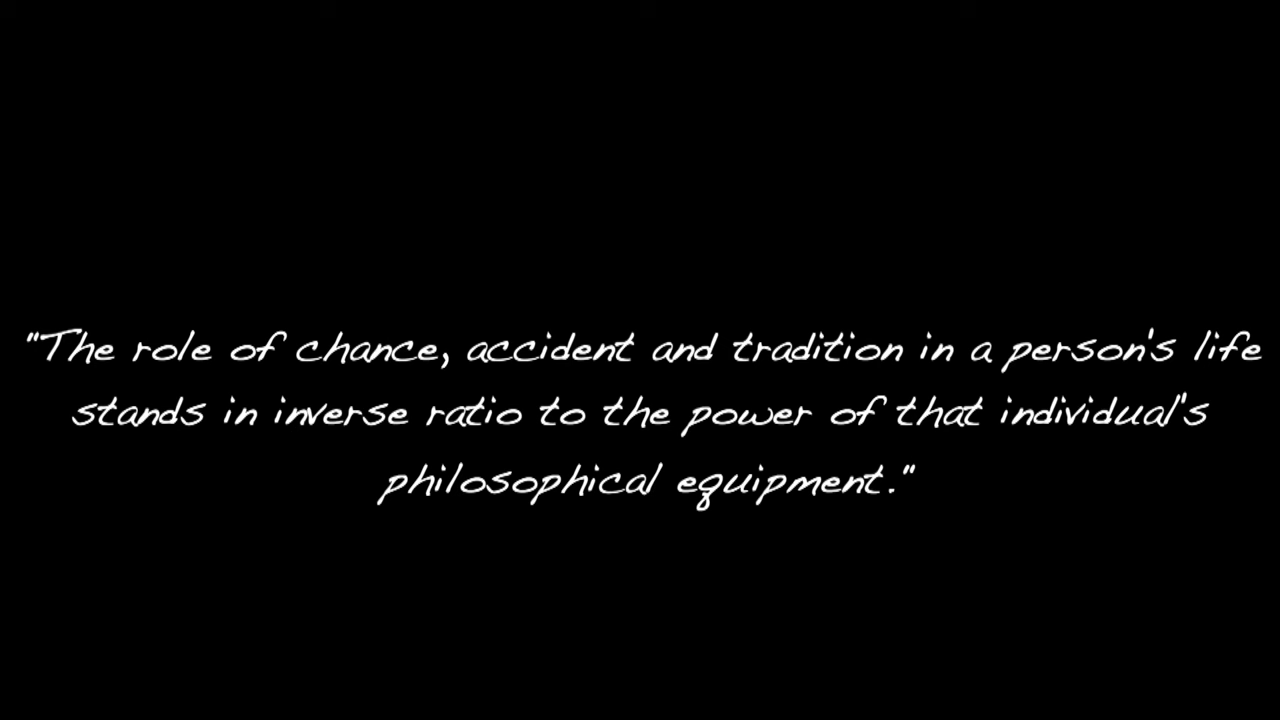 "The role of chance, accident and tradition in a person's life
stands in inverse ratio to the power of that individual's
philosophical equipment."